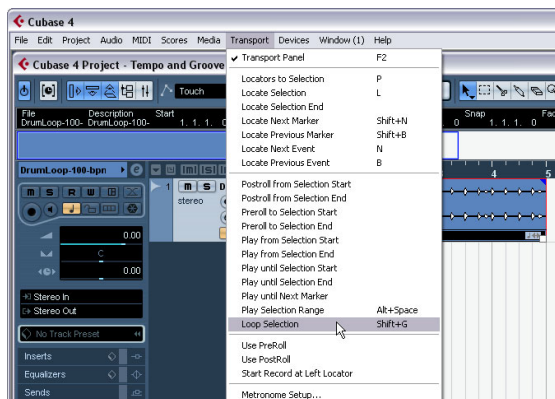 Cubase 4
File Edit Project Audio MIDI Scores Media Transport Devices Window (1) Help
Cubase 4 Project - Tempo and Groove
Touch
File Description Start Snap
DrumLoop-100- DrumLoop-100- 1. 1. 1. 0 0 1. 1. 1. 0
DrumLoop-100-bpn
4 5
1 M S D
stereo
M S R W
0.00
C
0.00
Stereo In
Stereo Out
No Track Preset
Inserts
Equalizers
Sends
Transport Panel F2
Locators to Selection P
Locate Selection L
Locate Selection End
Locate Next Marker Shift+N
Locate Previous Marker Shift+B
Locate Next Event N
Locate Previous Event B
Postroll from Selection Start
Postroll from Selection End
Preroll to Selection Start
Preroll to Selection End
Play from Selection Start
Play from Selection End
Play until Selection Start
Play until Selection End
Play until Next Marker
Play Selection Range Alt+Space
Loop Selection Shift+G
Use PreRoll
Use PostRoll
Start Record at Left Locator
Metronome Setup...